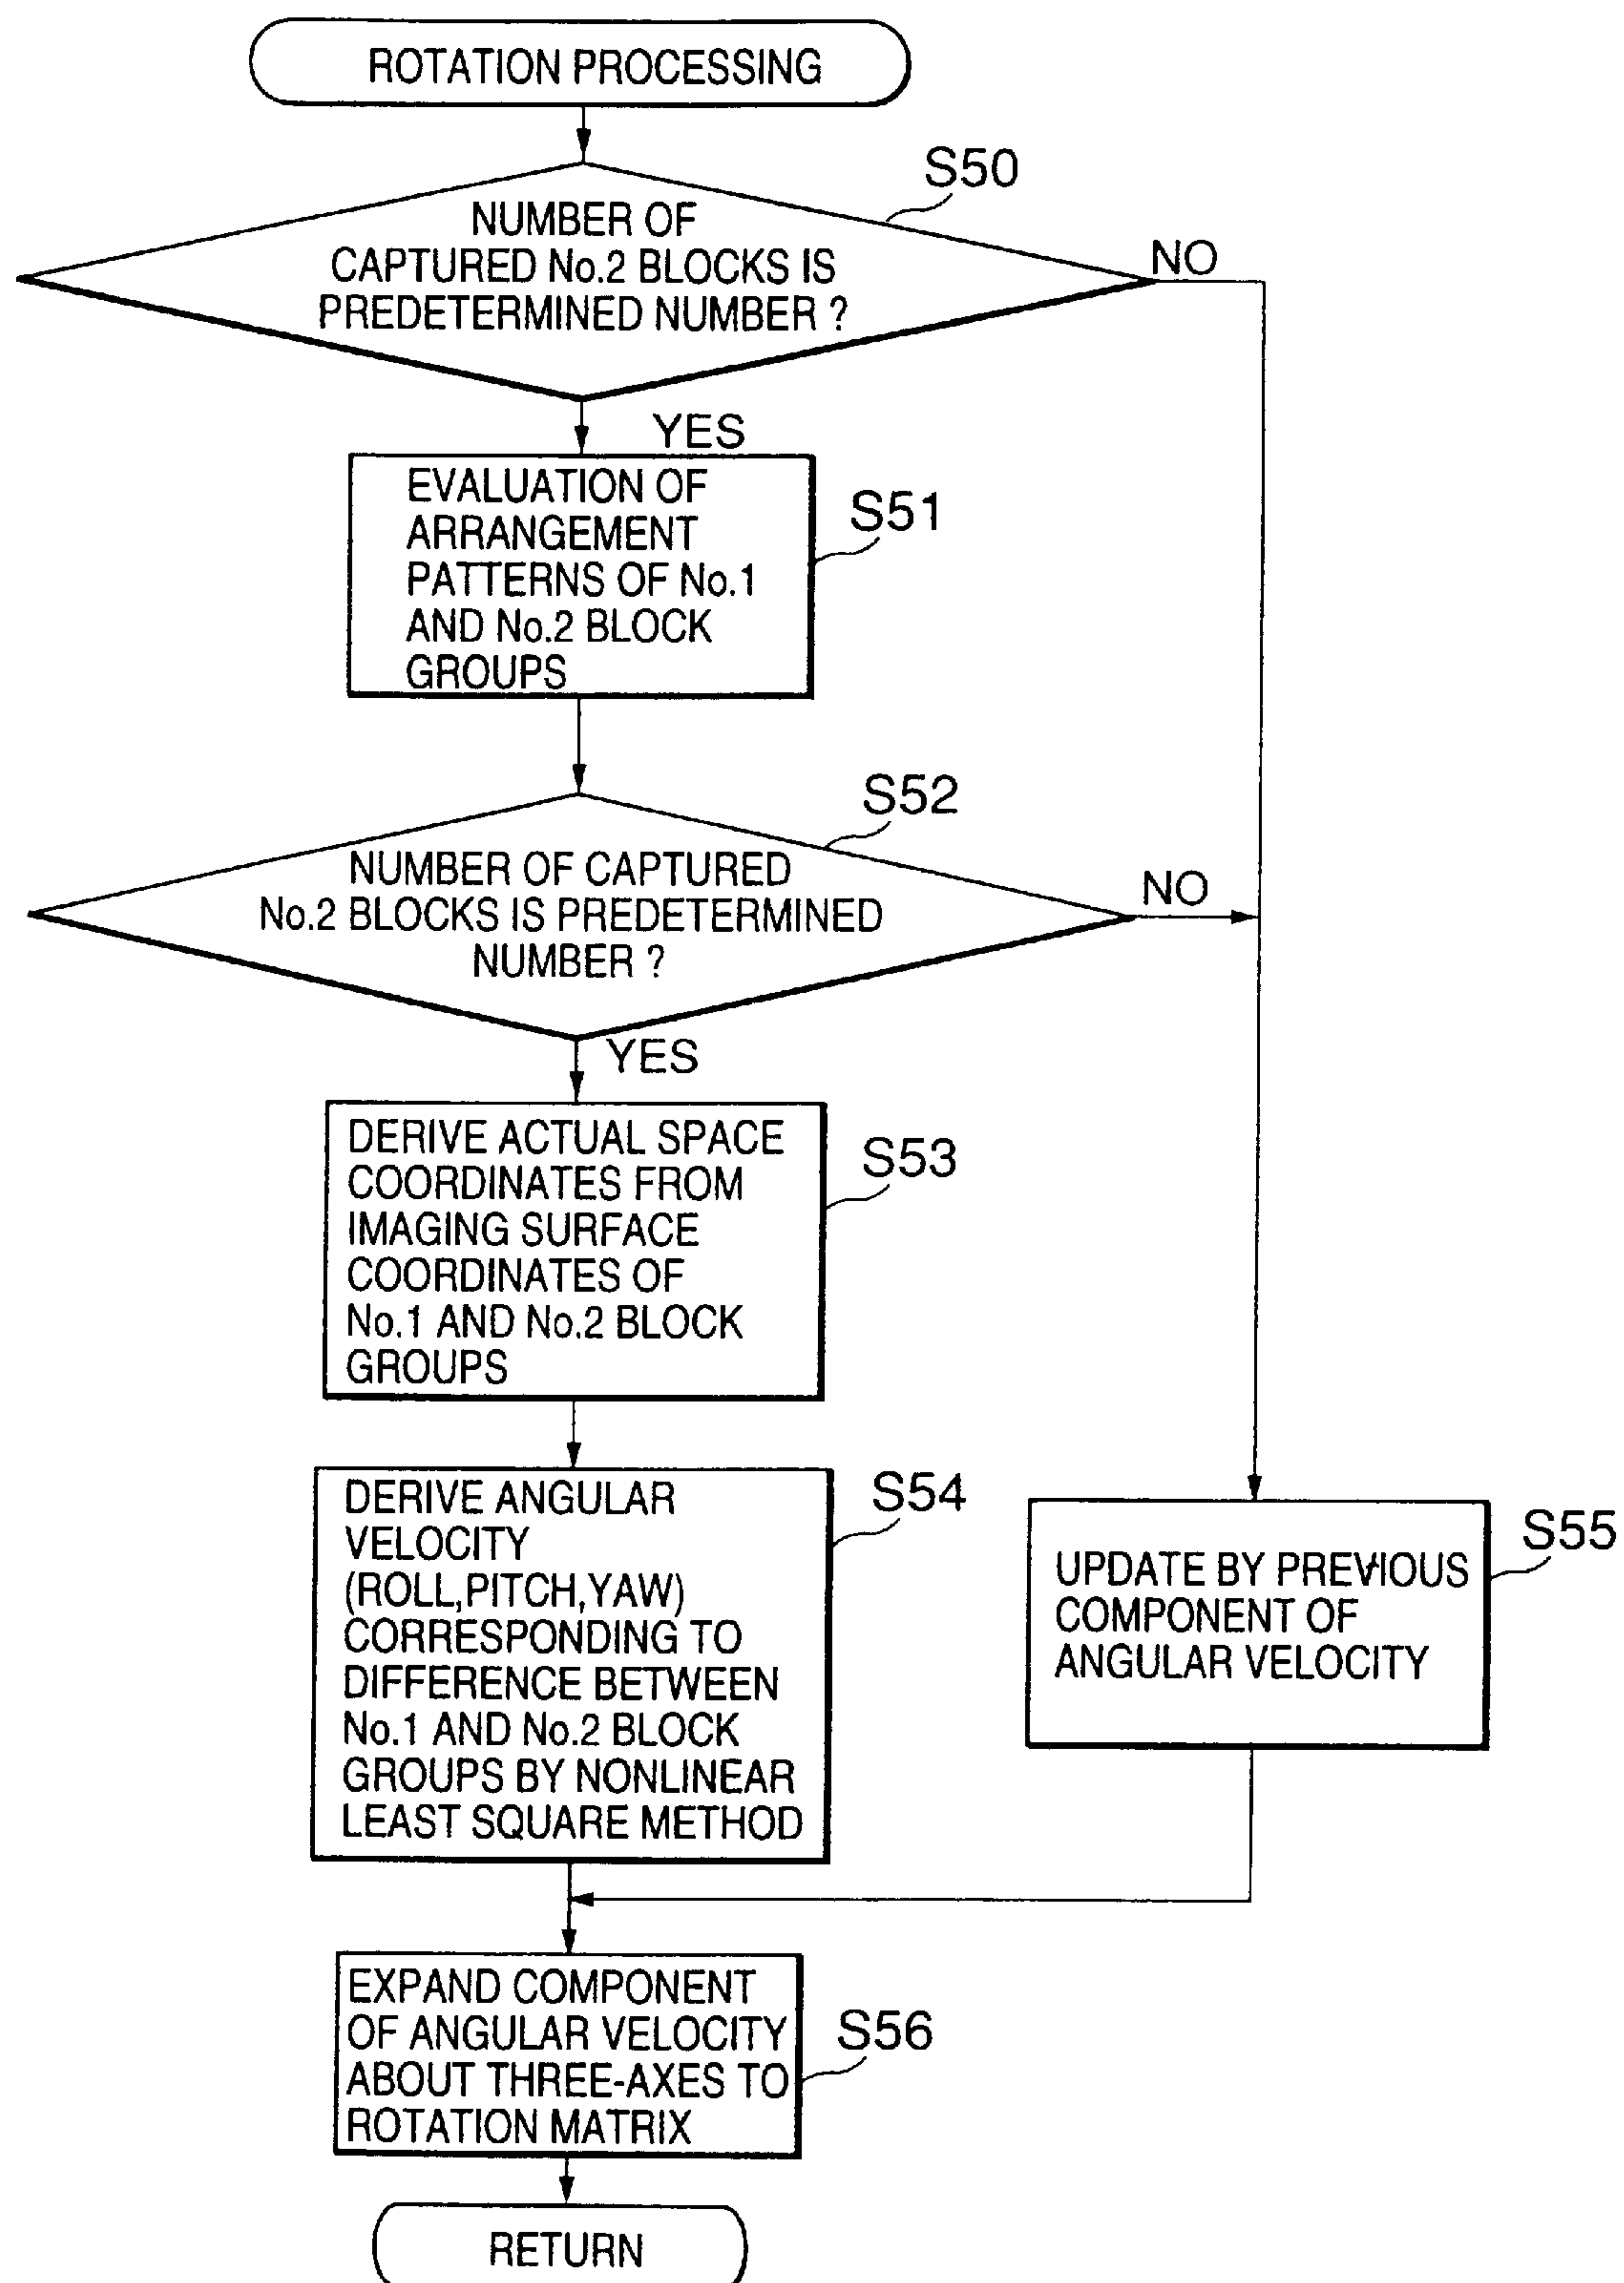 ROTATION PROCESSING
S50
NUMBER OF
CAPTURED No.2 BLOCKS IS
PREDETERMINED NUMBER ?
NO
YES
EVALUATION OF
ARRANGEMENT
PATTERNS OF No.1
AND No.2 BLOCK
GROUPS
S51
S52
NUMBER OF CAPTURED
No.2 BLOCKS IS PREDETERMINED
NUMBER ?
NO
YES
DERIVE ACTUAL SPACE
COORDINATES FROM
IMAGING SURFACE
COORDINATES OF
No.1 AND No.2 BLOCK
GROUPS
S53
DERIVE ANGULAR
VELOCITY
(ROLL,PITCH,YAW)
CORRESPONDING TO
DIFFERENCE BETWEEN
No.1 AND No.2 BLOCK
GROUPS BY NONLINEAR
LEAST SQUARE METHOD
S54
UPDATE BY PREVIOUS
COMPONENT OF
ANGULAR VELOCITY
S55
EXPAND COMPONENT
OF ANGULAR VELOCITY
ABOUT THREE-AXES TO
ROTATION MATRIX
S56
RETURN